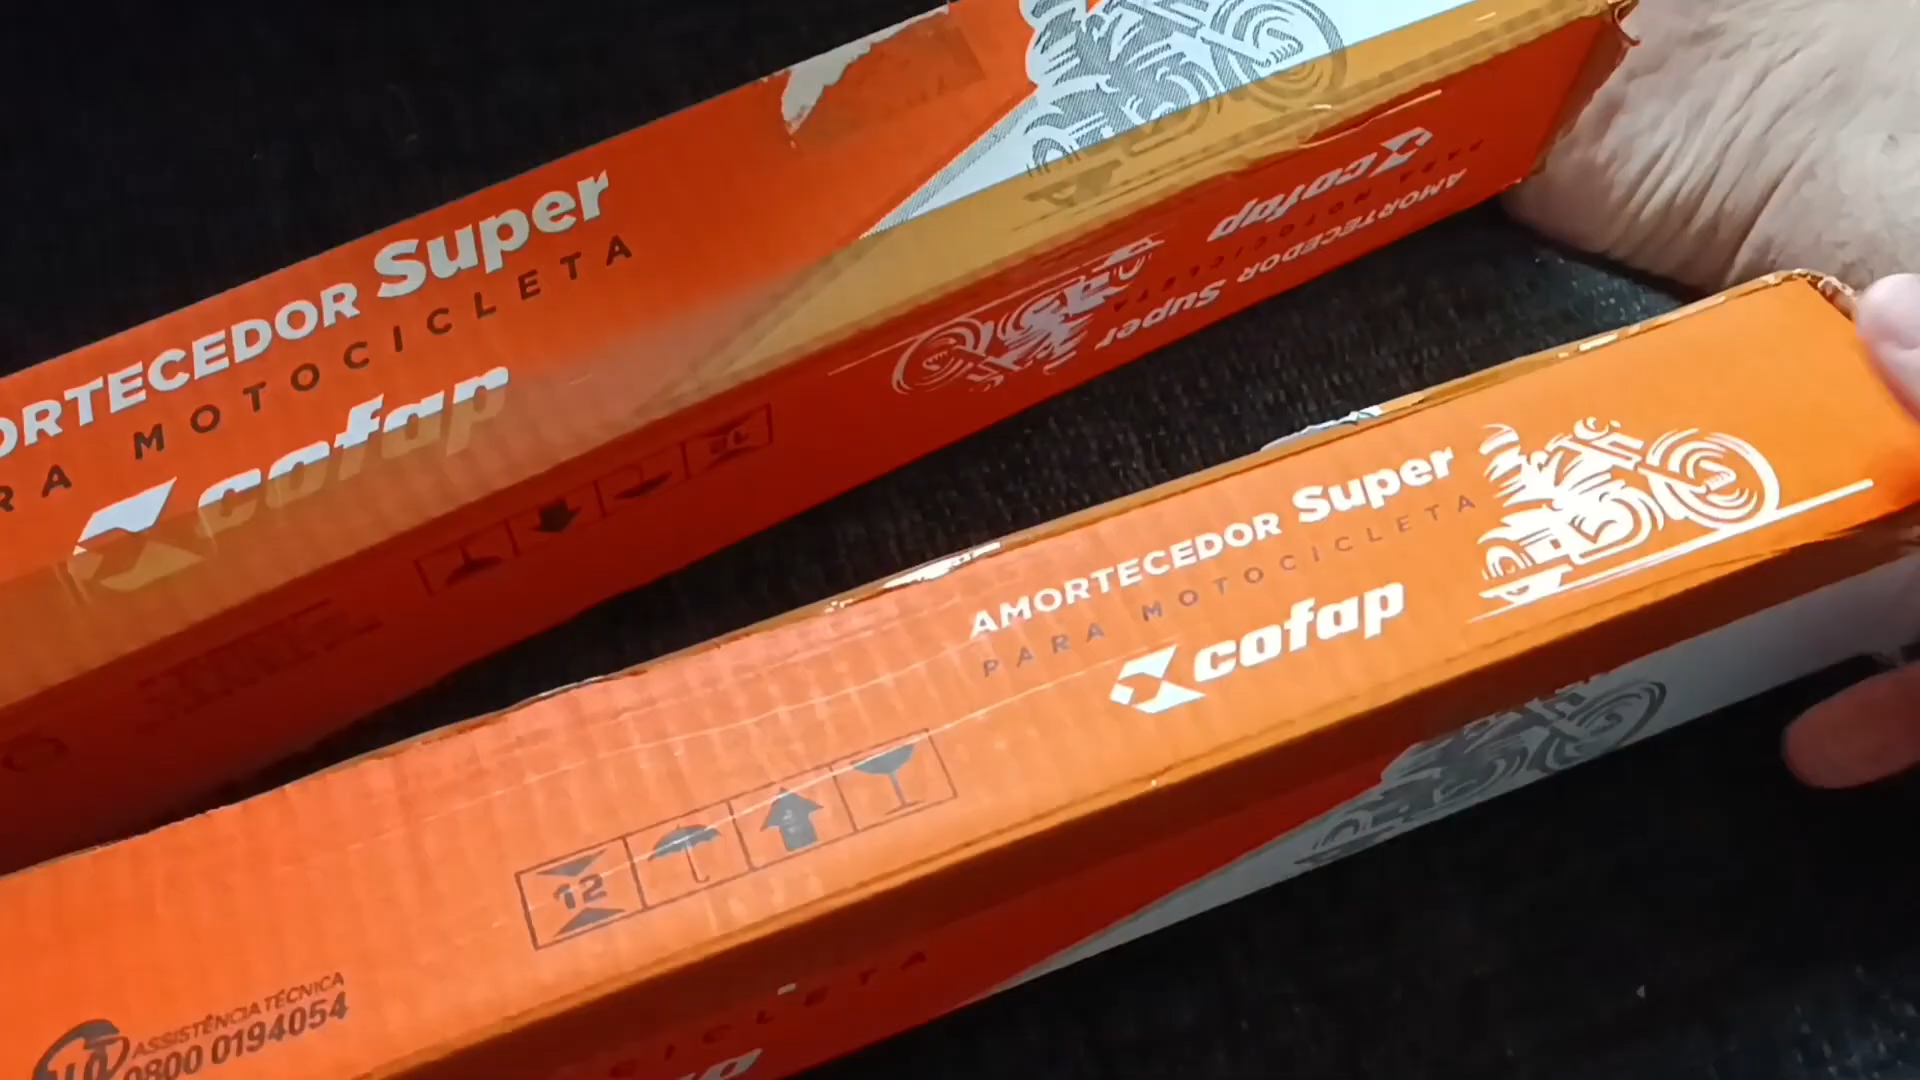 ORTECEDOR Super
RA MOTOCICLETA
cofap
cofap
PARA MOTOCICLETA
AMORTECEDOR Super
AMORTECEDOR Super
PARA MOTOCICLETA
cofap
12
ASSISTÊNCIA TÉCNICA
0800 0194054
ICLETA